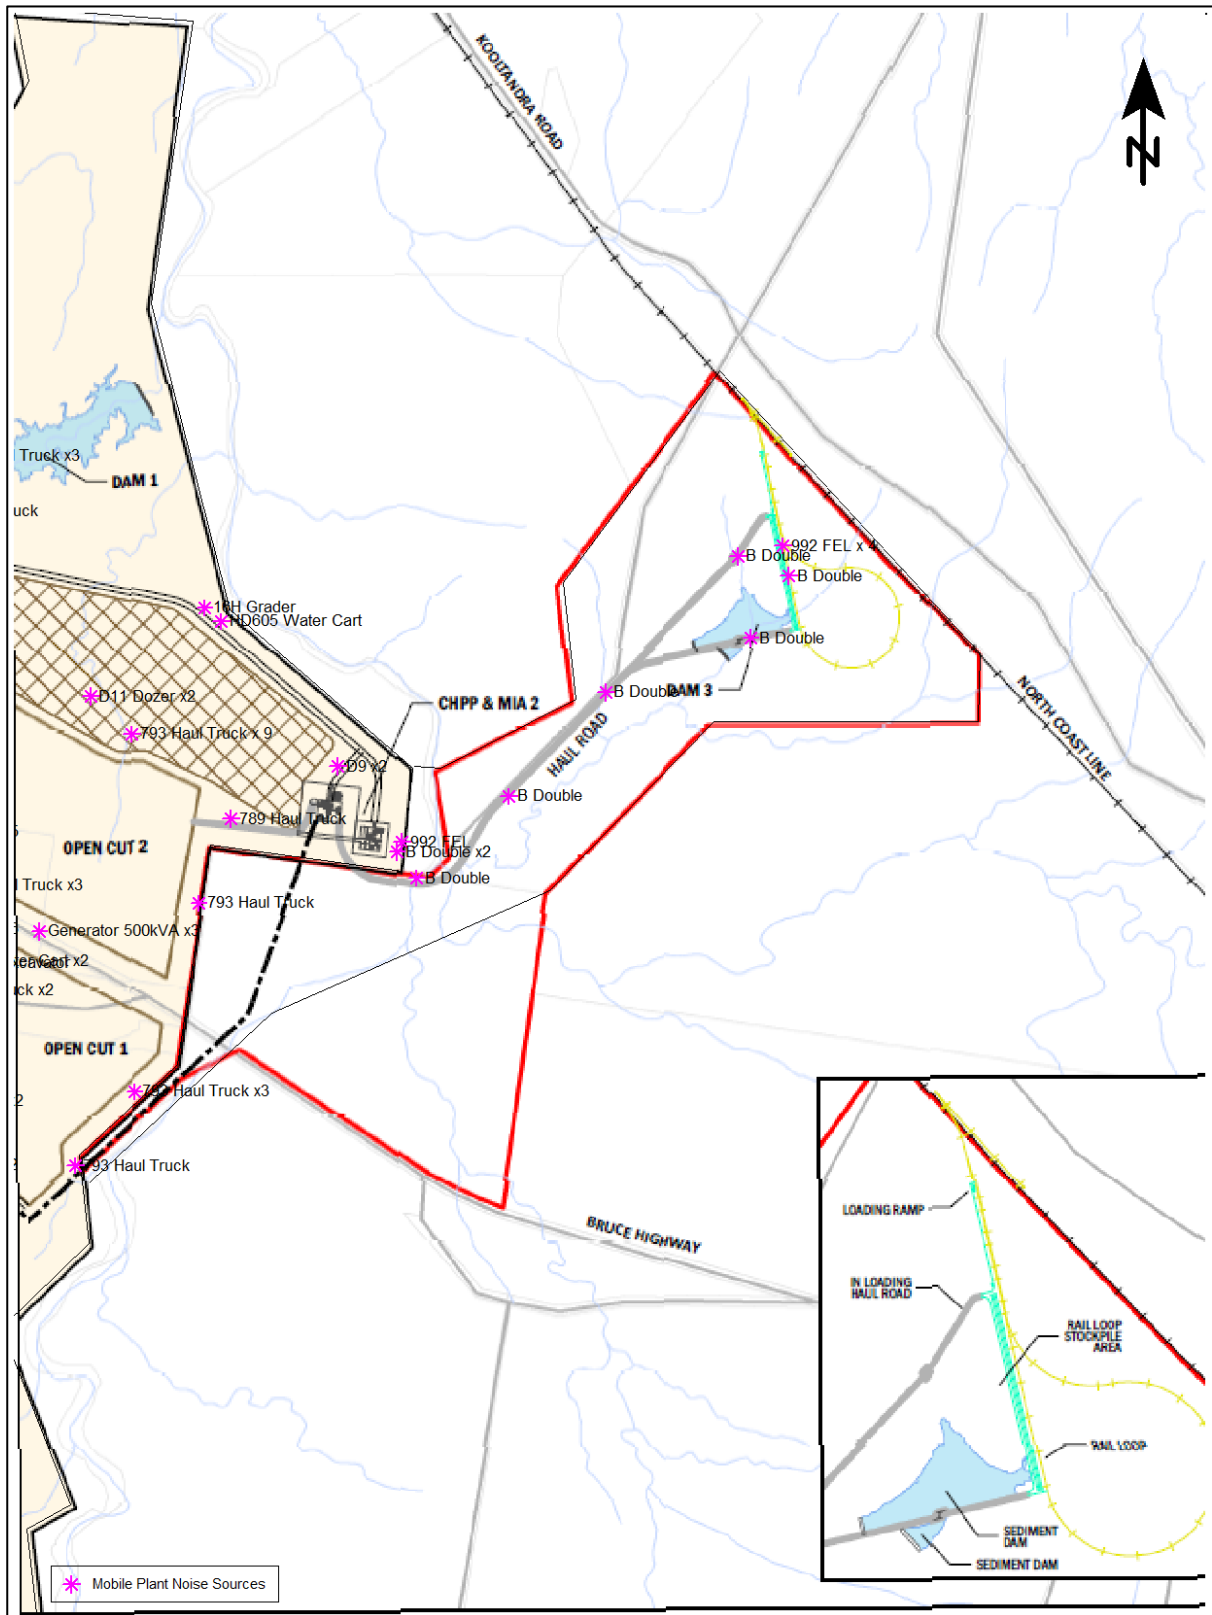 KOOLTANDRA ROAD
N
Truck x3
DAM 1
uck
992 FEL x 4
B Double
B Double
16H Grader
HD605 Water Cart
B Double
D11 Dozer x2
B Double
DAM 3
CHPP & MIA 2
NORTH COAST LINE
793 Haul Truck x 9
HAUL ROAD
D9 x2
B Double
789 Haul Truck
OPEN CUT 2
992 FEL
B Double x2
Truck x3
B Double
793 Haul Truck
Generator 500kVA x3
Cart x2
ck x2
OPEN CUT 1
793 Haul Truck x3
2
793 Haul Truck
BRUCE HIGHWAY
LOADING RAMP
IN LOADING
HAUL ROAD
RAIL LOOP
STOCKPILE
AREA
RAIL LOOP
SEDIMENT
DAM
SEDIMENT DAM
Mobile Plant Noise Sources